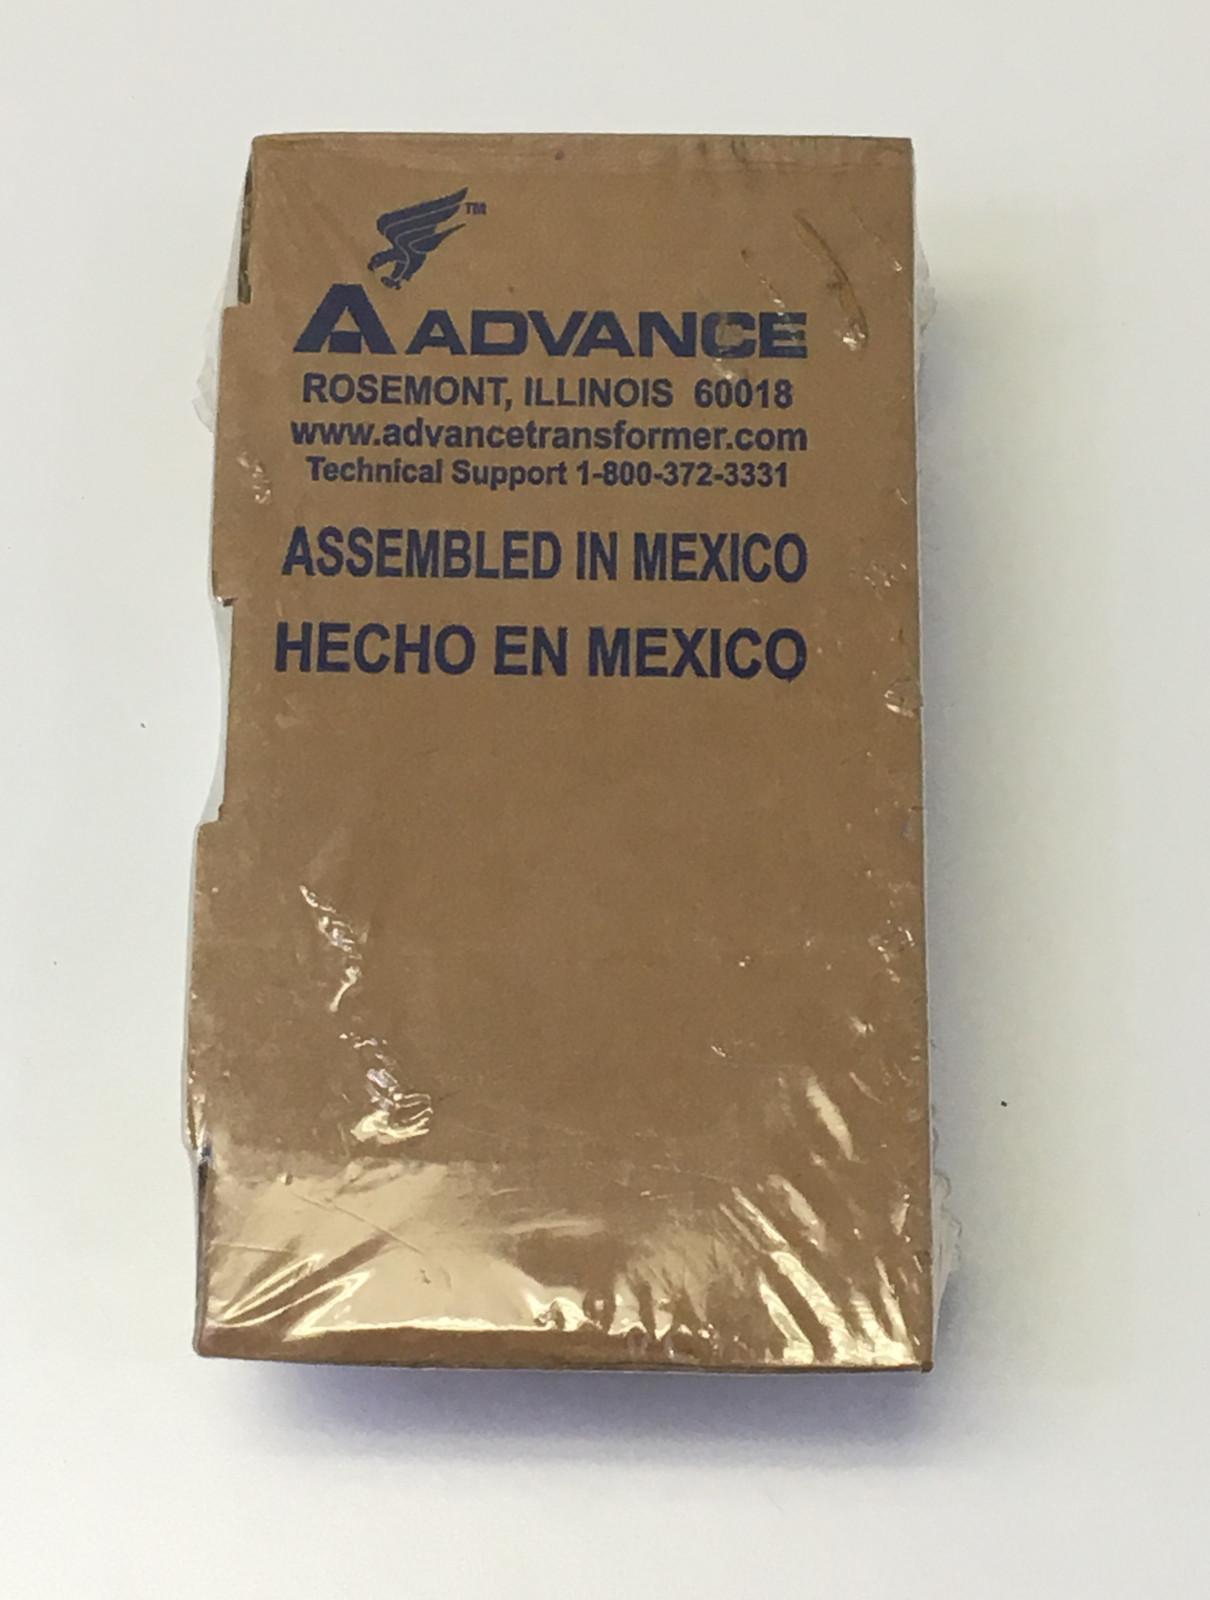 TM
ADVANCE
ROSEMONT, ILLINOIS 60018
www.advancetransformer.com
Technical Support 1-800-372-3331
ASSEMBLED IN MEXICO
HECHO EN MEXICO